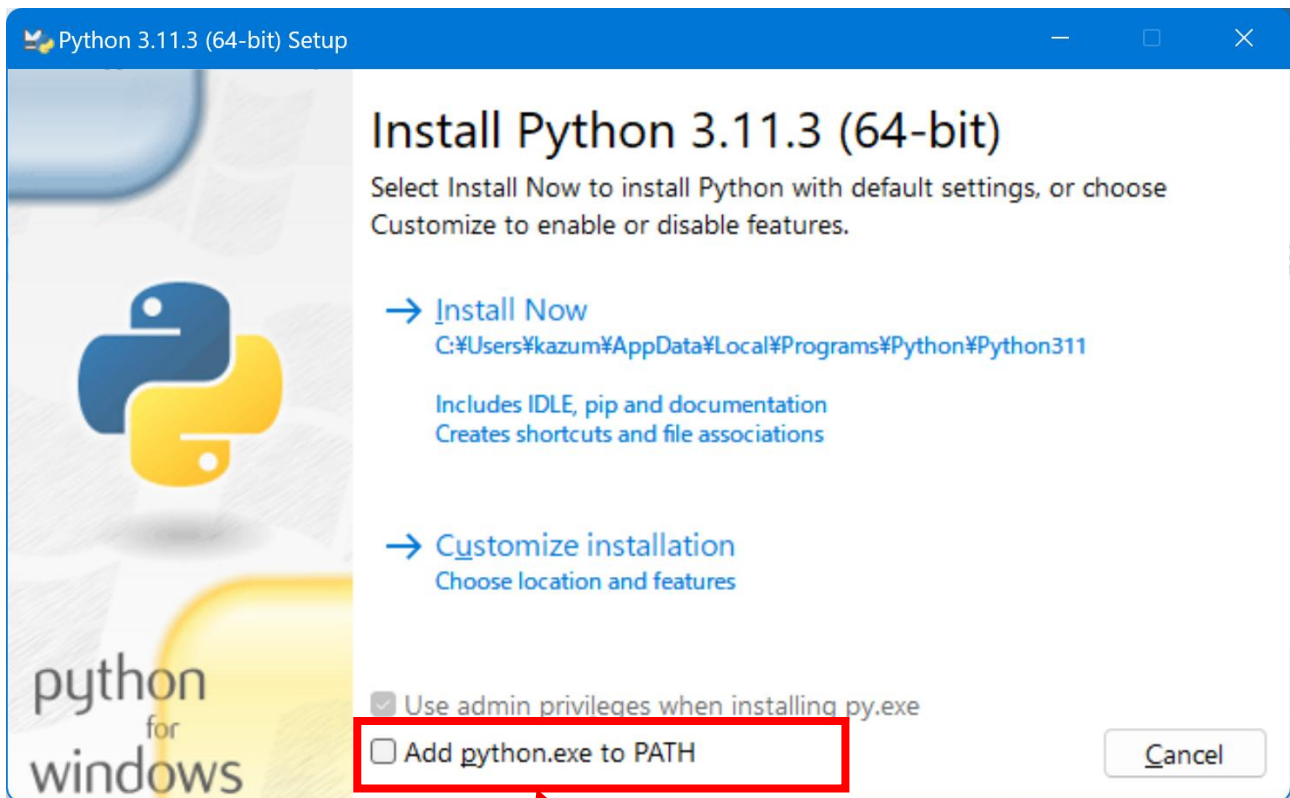 Python 3.11.3 (64-bit) Setup
Install Python 3.11.3 (64-bit)
Select Install Now to install Python with default settings, or choose
Customize to enable or disable features.
Install Now
C:¥Users¥kazum¥AppData¥Local¥Programs¥Python¥Python311
Includes IDLE, pip and documentation
Creates shortcuts and file associations
Customize installation
Choose location and features
python
for
windows
Use admin privileges when installing py.exe
Add python.exe to PATH
Cancel